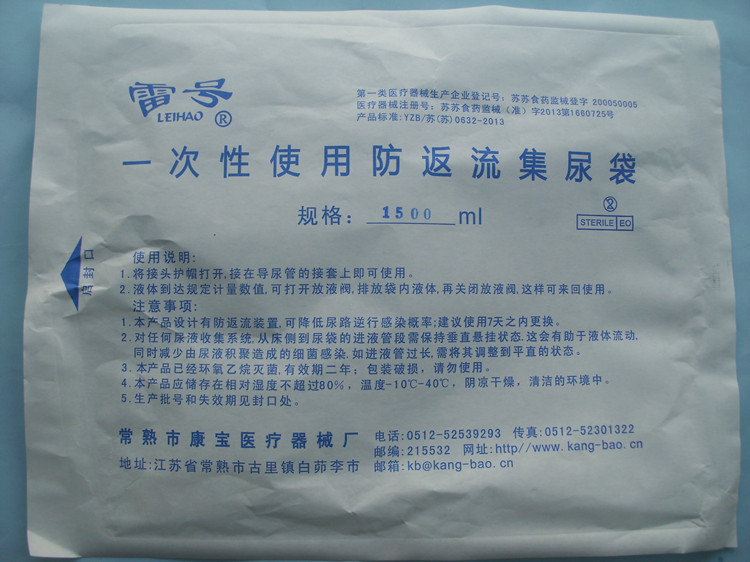 雷号
LEIHAO ®
第一类医疗器械生产企业登记号：苏苏食药监械登字 200050005
医疗器械注册号：苏苏食药监械（准）字2013第1660725号
产品标准：YZB/苏(苏)0632-2013
一次性使用防返流集尿袋
规格： 1500 ml
2
STERILE EO
启封口
使用说明：
1.将接头护帽打开,接在导尿管的接套上即可使用。
2.液体到达规定计量数值,可打开放液阀,排放袋内液体,再关闭放液阀,这样可来回使用。
注意事项：
1.本产品设计有防返流装置,可降低尿路逆行感染概率;建议使用7天之内更换。
2.对任何尿液收集系统,从床侧到尿袋的进液管段需保持垂直悬挂状态.这会有助于液体流动,
同时减少由尿液积聚造成的细菌感染.如进液管过长,需将其调整到平直的状态。
3.本产品已经环氧乙烷灭菌,有效期二年；包装破损，请勿使用。
4.本产品应储存在相对湿度不超过80%，温度-10℃-40℃，阴凉干燥，清洁的环境中。
5.生产批号和失效期见封口处。
常熟市康宝医疗器械厂 电话:0512-52539293 传真:0512-52301322
邮编:215532 网址:http//www.kang-bao.cn
地址:江苏省常熟市古里镇白茆李市 邮箱:kb@kang-bao.cn